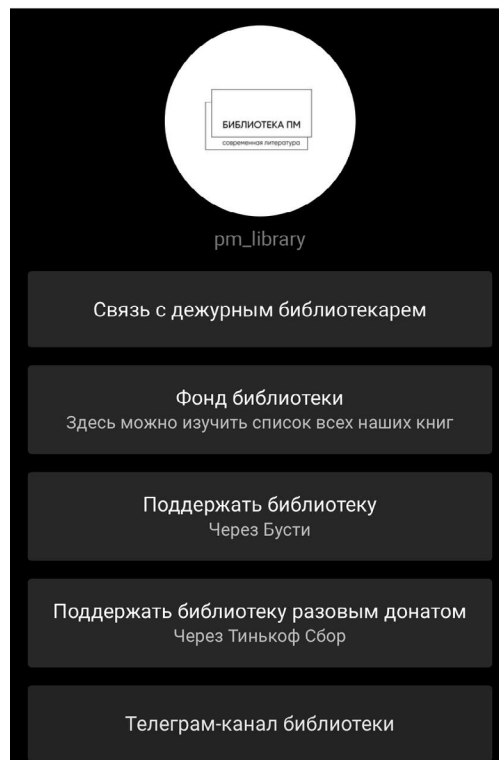 БИБЛИОТЕКА ПМ
современная литература
pm_library
Связь с дежурным библиотекарем
Фонд библиотеки
Здесь можно изучить список всех наших книг
Поддержать библиотеку
Через Бусти
Поддержать библиотеку разовым донатом
Через Тинькоф Сбор
Телеграм-канал библиотеки